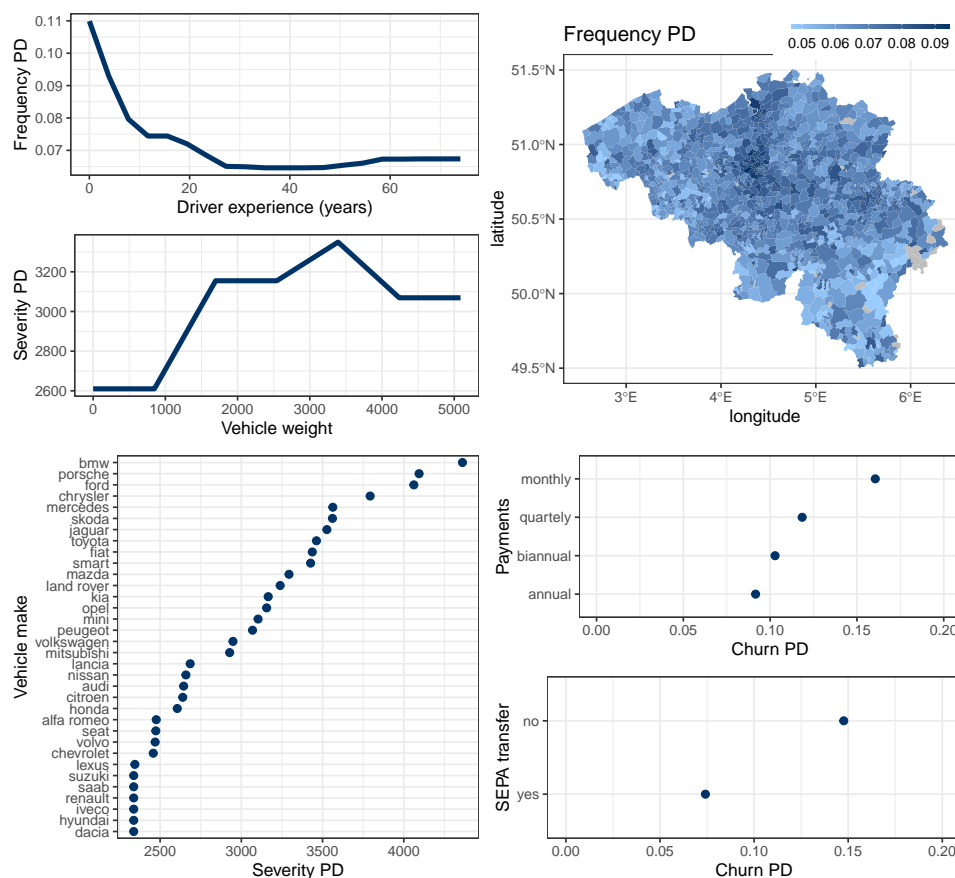 Frequency PD
0.11
0.10
0.09
0.08
0.07
0 20 40 60
Driver experience (years)
Severity PD
3200
3000
2800
2600
0 1000 2000 3000 4000 5000
Vehicle weight
Frequency PD
0.05 0.06 0.07 0.08 0.09
latitude
51.5°N
51.0°N
50.5°N
50.0°N
49.5°N
3°E 4°E 5°E 6°E
longitude
Vehicle make
bmw
porsche
ford
chrysler
mercedes
skoda
jaguar
toyota
fiat
smart
mazda
land rover
kia
opel
mini
peugeot
volkswagen
mitsubishi
lancia
nissan
audi
citroen
honda
alfa romeo
seat
volvo
chevrolet
lexus
suzuki
saab
renault
iveco
hyundai
dacia
2500 3000 3500 4000
Severity PD
Payments
monthly
quartely
biannual
annual
0.00 0.05 0.10 0.15 0.20
Churn PD
SEPA transfer
no
yes
0.00 0.05 0.10 0.15 0.20
Churn PD